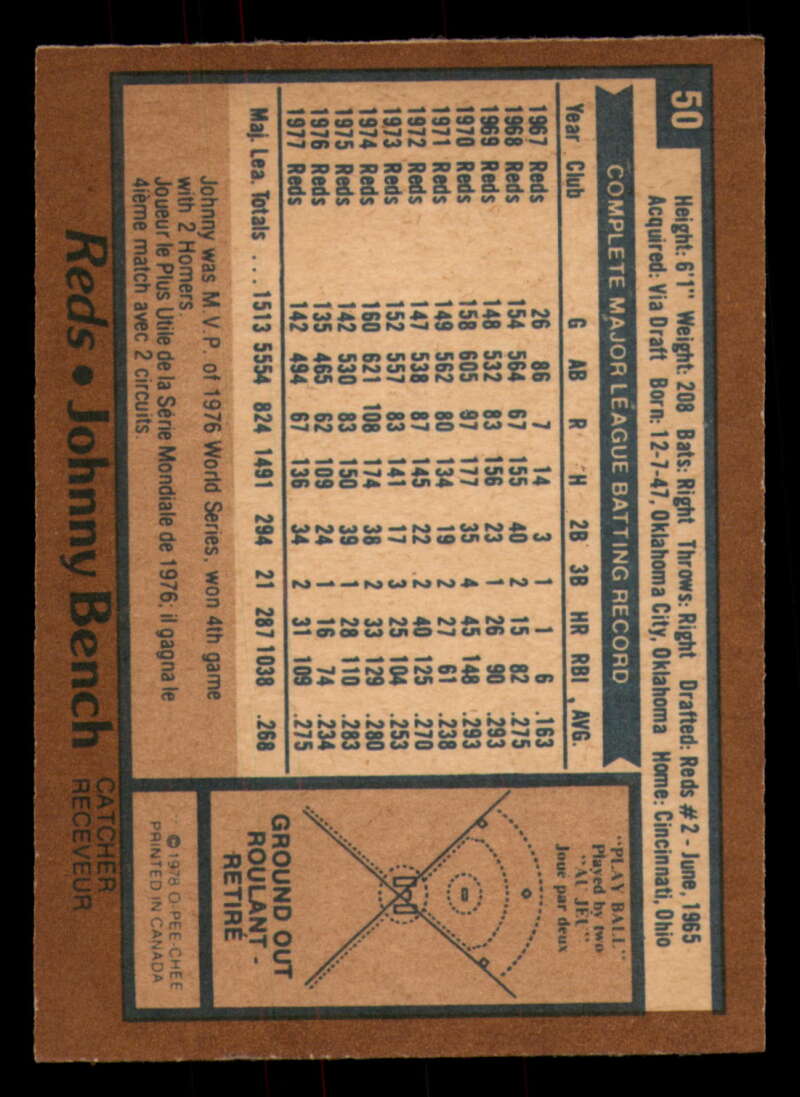 50
Height: 6'1" Weight: 208 Bats: Right Throws: Right Drafted: Reds #2 - June, 1965
Acquired: Via Draft Born: 12-7-47, Oklahoma City, Oklahoma Home: Cincinnati, Ohio
COMPLETE MAJOR LEAGUE BATTING RECORD
Year Club G AB R H 2B 3B HR RBI AVG.
1967 Reds 26 86 7 14 3 1 1 6 .163
1968 Reds 154 564 67 155 40 2 15 82 .275
1969 Reds 148 532 83 156 23 1 26 90 .293
1970 Reds 158 605 97 177 35 4 45 148 .293
1971 Reds 149 562 80 134 19 2 27 61 .238
1972 Reds 147 538 87 145 22 2 40 125 .270
1973 Reds 152 557 83 141 17 3 25 104 .253
1974 Reds 160 621 108 174 38 2 33 129 .280
1975 Reds 142 530 83 150 39 1 28 110 .283
1976 Reds 135 465 62 109 24 1 16 74 .234
1977 Reds 142 494 67 136 34 2 31 109 .275
Maj. Lea. Totals ... 1513 5554 824 1491 294 21 287 1038 .268
Johnny was M.V.P. of 1976 World Series, won 4th game
with 2 Homers.
Joueur le Plus Utile de la Série Mondiale de 1976; il gagna le
4ième match avec 2 circuits.
"PLAY BALL"
Played by two
"AU JEU"
Joué par deux
GROUND OUT
ROULANT -
RETIRÉ
© 1978 O-PEE-CHEE
PRINTED IN CANADA
Reds • Johnny Bench
CATCHER
RECEVEUR